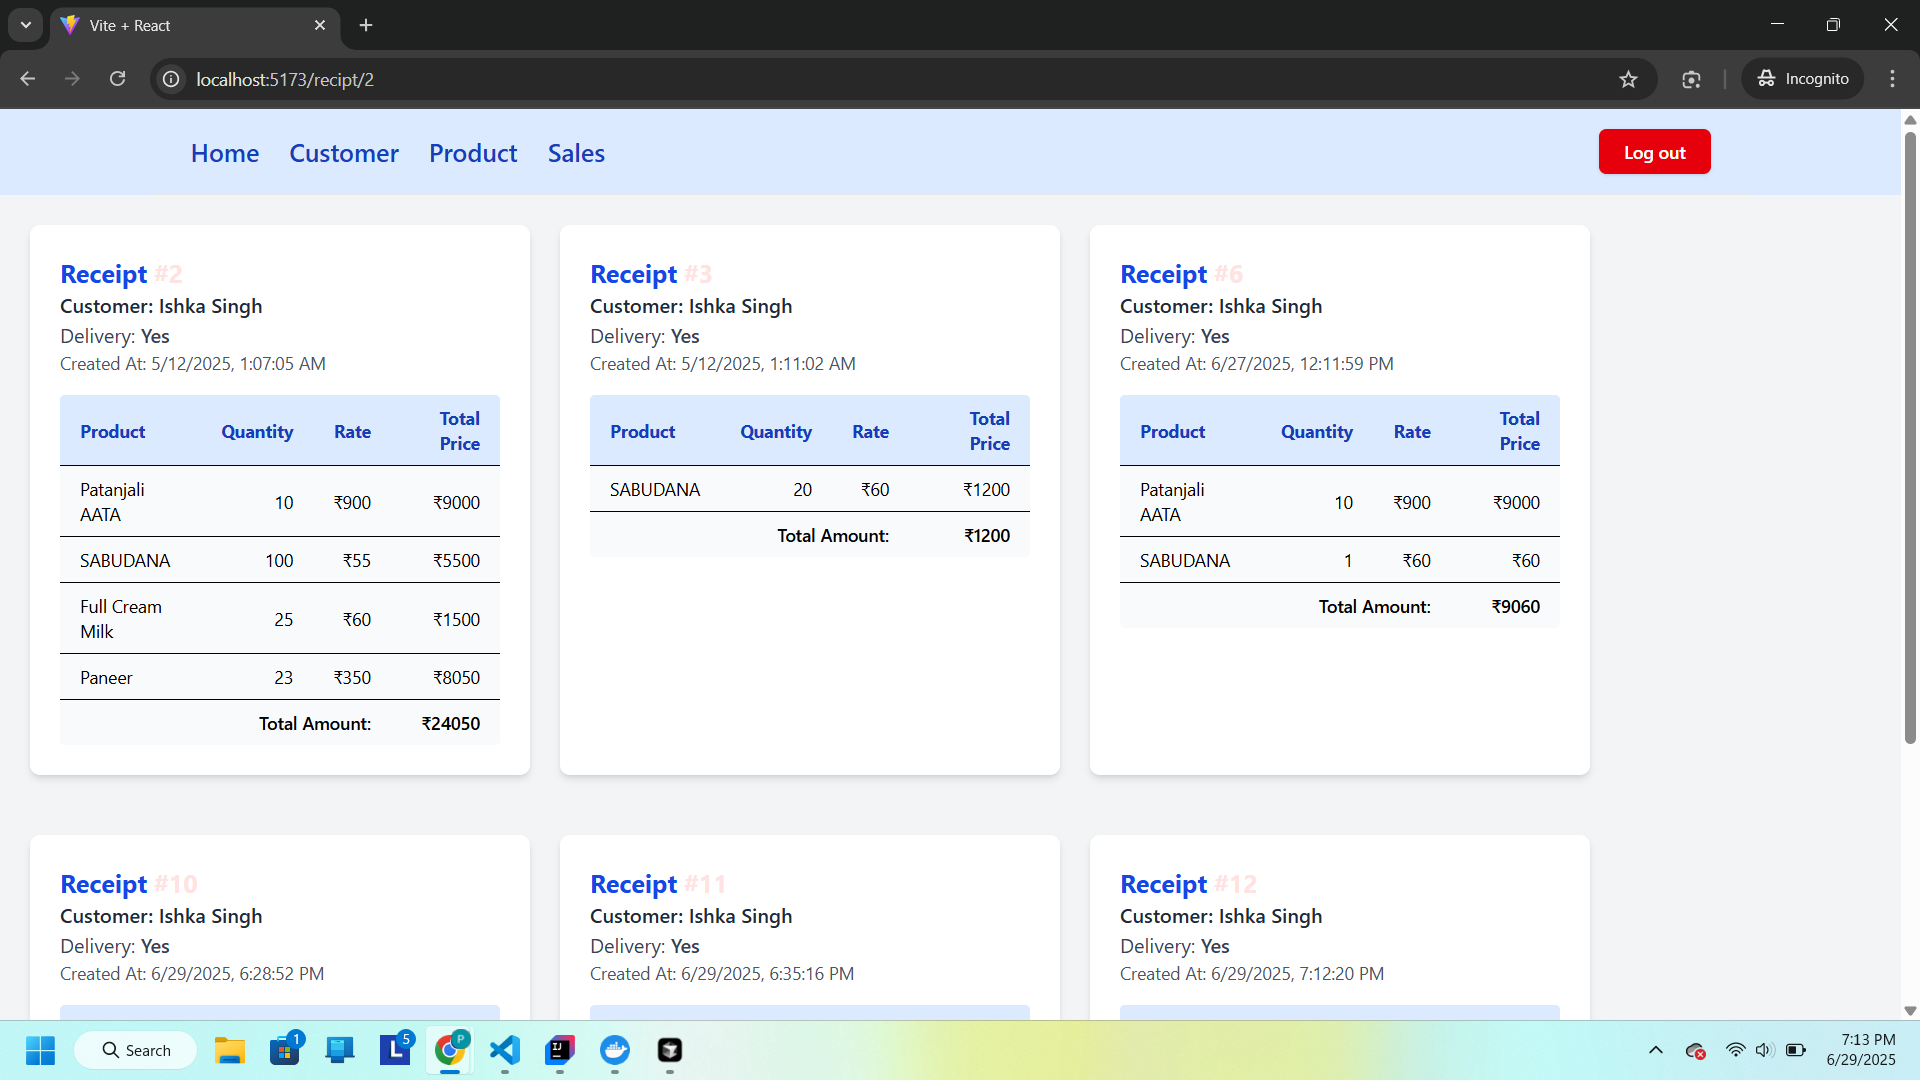 Vite + React
localhost:5173/recipt/2
Incognito
Home Customer Product Sales
Log out
Receipt #2
Customer: Ishka Singh
Delivery: Yes
Created At: 5/12/2025, 1:07:05 AM
Product Quantity Rate Total Price
Patanjali AATA 10 ₹900 ₹9000
SABUDANA 100 ₹55 ₹5500
Full Cream Milk 25 ₹60 ₹1500
Paneer 23 ₹350 ₹8050
Total Amount: ₹24050
Receipt #3
Customer: Ishka Singh
Delivery: Yes
Created At: 5/12/2025, 1:11:02 AM
Product Quantity Rate Total Price
SABUDANA 20 ₹60 ₹1200
Total Amount: ₹1200
Receipt #6
Customer: Ishka Singh
Delivery: Yes
Created At: 6/27/2025, 12:11:59 PM
Product Quantity Rate Total Price
Patanjali AATA 10 ₹900 ₹9000
SABUDANA 1 ₹60 ₹60
Total Amount: ₹9060
Receipt #10
Customer: Ishka Singh
Delivery: Yes
Created At: 6/29/2025, 6:28:52 PM
Receipt #11
Customer: Ishka Singh
Delivery: Yes
Created At: 6/29/2025, 6:35:16 PM
Receipt #12
Customer: Ishka Singh
Delivery: Yes
Created At: 6/29/2025, 7:12:20 PM
Search
1
L 5
P
IJ
7:13 PM
6/29/2025